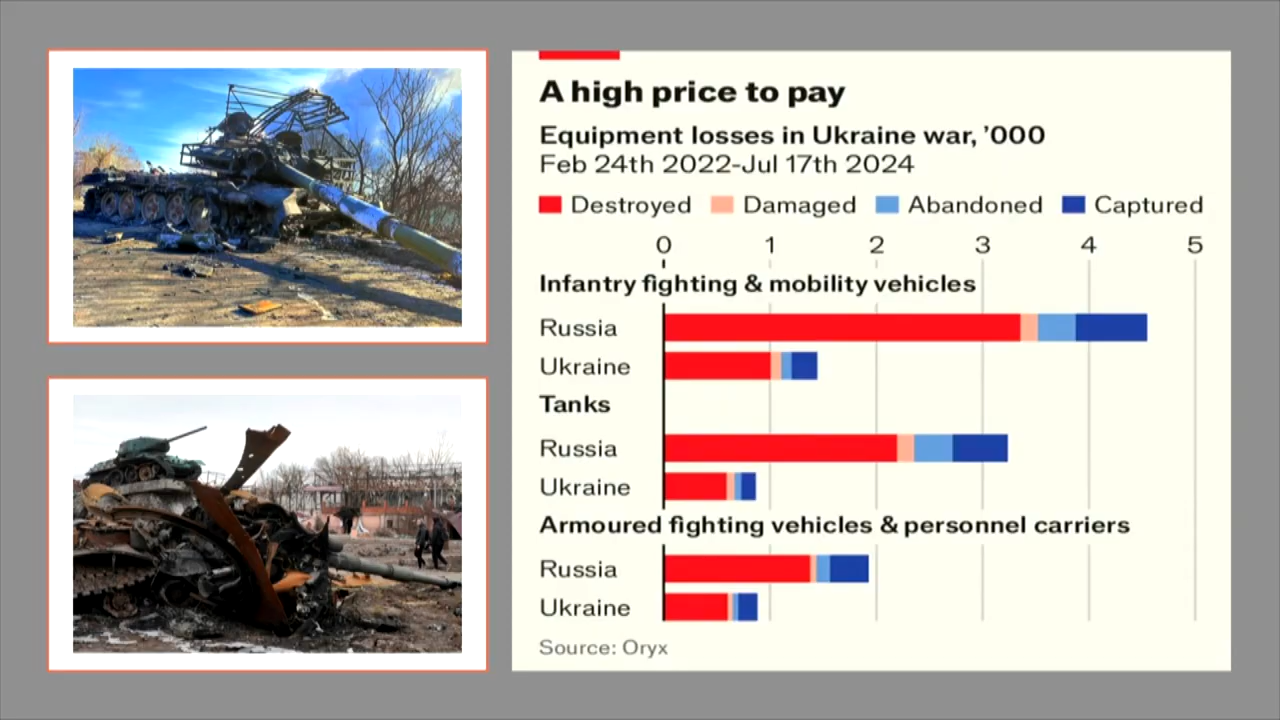 A high price to pay
Equipment losses in Ukraine war, ’000
Feb 24th 2022-Jul 17th 2024
Destroyed Damaged Abandoned Captured
0 1 2 3 4 5
Infantry fighting & mobility vehicles
Russia
Ukraine
Tanks
Russia
Ukraine
Armoured fighting vehicles & personnel carriers
Russia
Ukraine
Source: Oryx